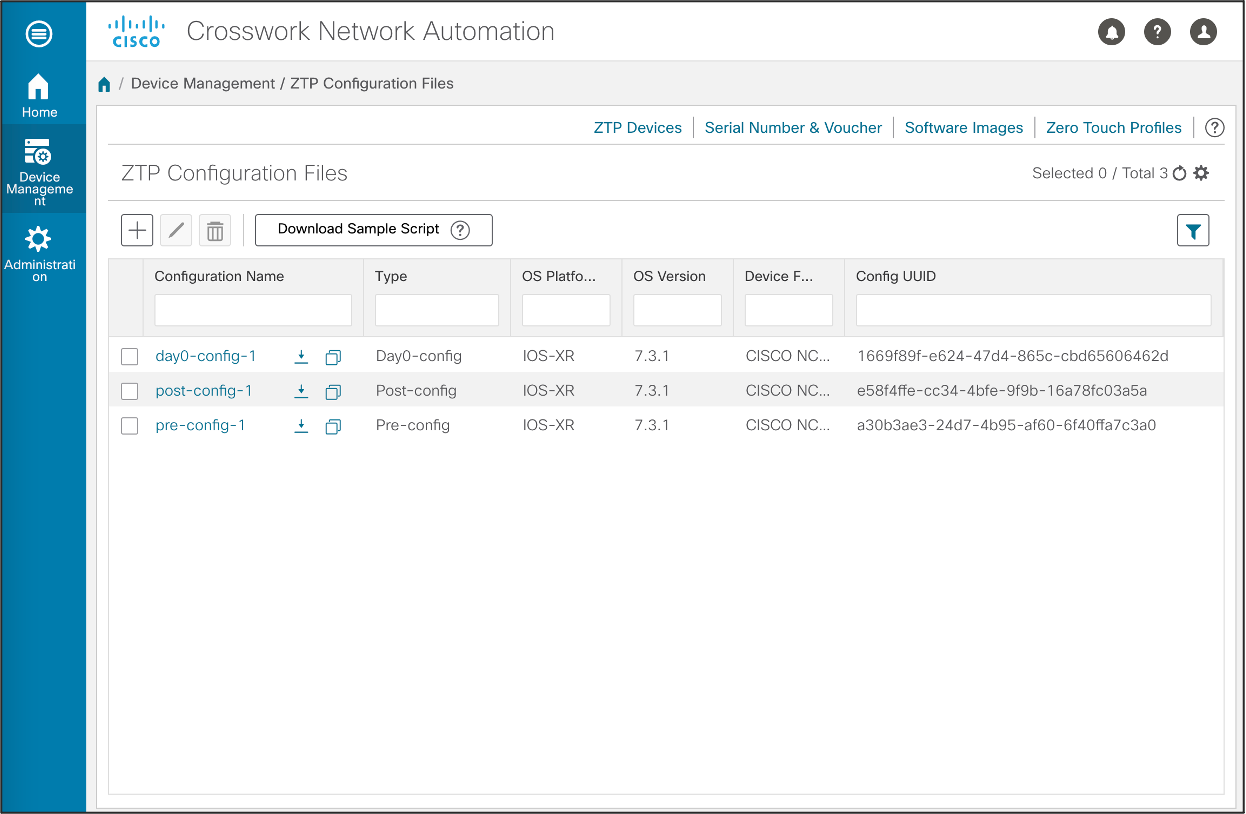 CISCO
Crosswork Network Automation
?
Home
Device Manageme nt
Administrati on
/ Device Management / ZTP Configuration Files
ZTP Devices Serial Number & Voucher Software Images Zero Touch Profiles ?
ZTP Configuration Files
Selected 0 / Total 3
Download Sample Script ?
Configuration Name Type OS Platfo... OS Version Device F... Config UUID
day0-config-1 Day0-config IOS-XR 7.3.1 CISCO NC... 1669f89f-e624-47d4-865c-cbd65606462d
post-config-1 Post-config IOS-XR 7.3.1 CISCO NC... e58f4ffe-cc34-4bfe-9f9b-16a78fc03a5a
pre-config-1 Pre-config IOS-XR 7.3.1 CISCO NC... a30b3ae3-24d7-4b95-af60-6f40ffa7c3a0